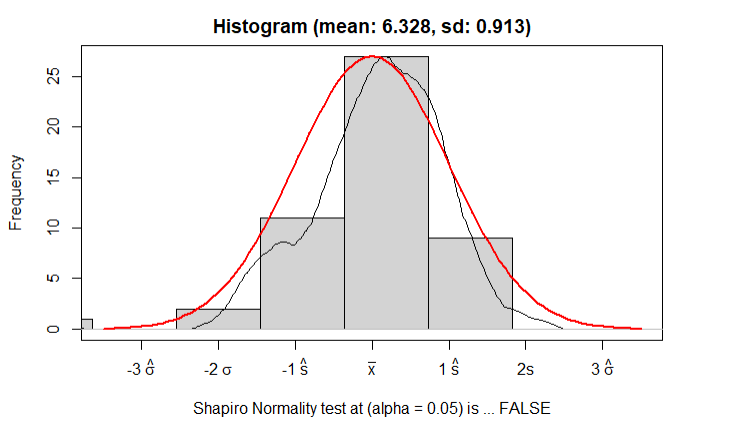 Histogram (mean: 6.328, sd: 0.913)
Frequency
25
20
15
10
5
0
-3 σ̂
-2 σ
-1 ŝ
x̄
1 ŝ
2s
3 σ̂
Shapiro Normality test at (alpha = 0.05) is ... FALSE